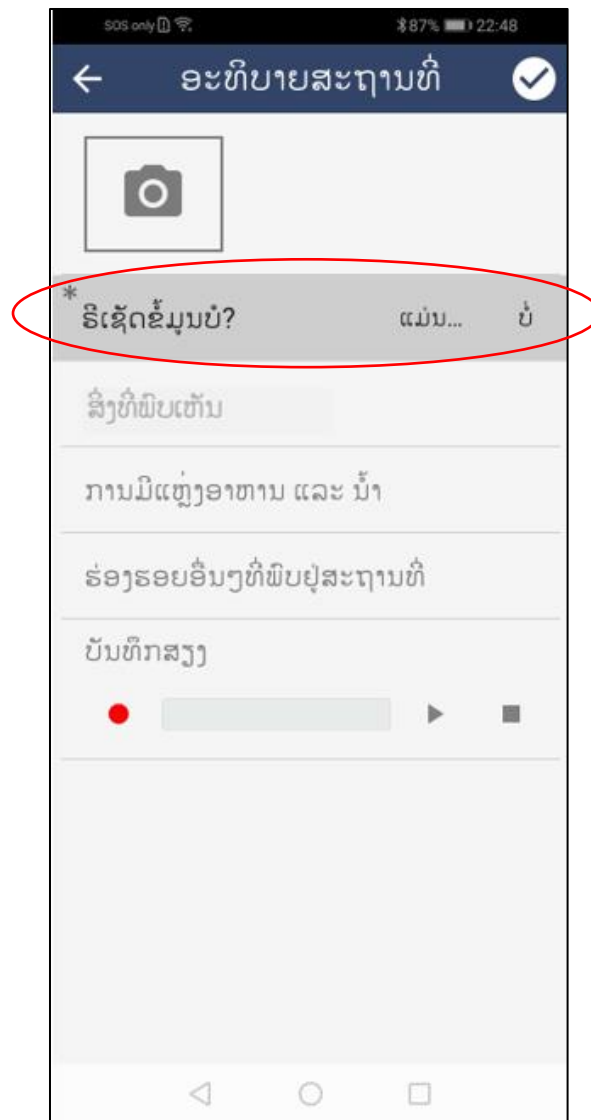 SOS only 87% 22:48
ອະທິບາຍສະຖານທີ່
* ຣິເຊັດຂໍ້ມູນບໍ? ແມ່ນ... ບໍ່
ສິ່ງທີ່ພົບເຫັນ
ການມີແຫຼ່ງອາຫານ ແລະ ນ້ຳ
ຮ່ອງຮອຍອື່ນໆທີ່ພົບຢູ່ສະຖານທີ່
ບັນທຶກສຽງ